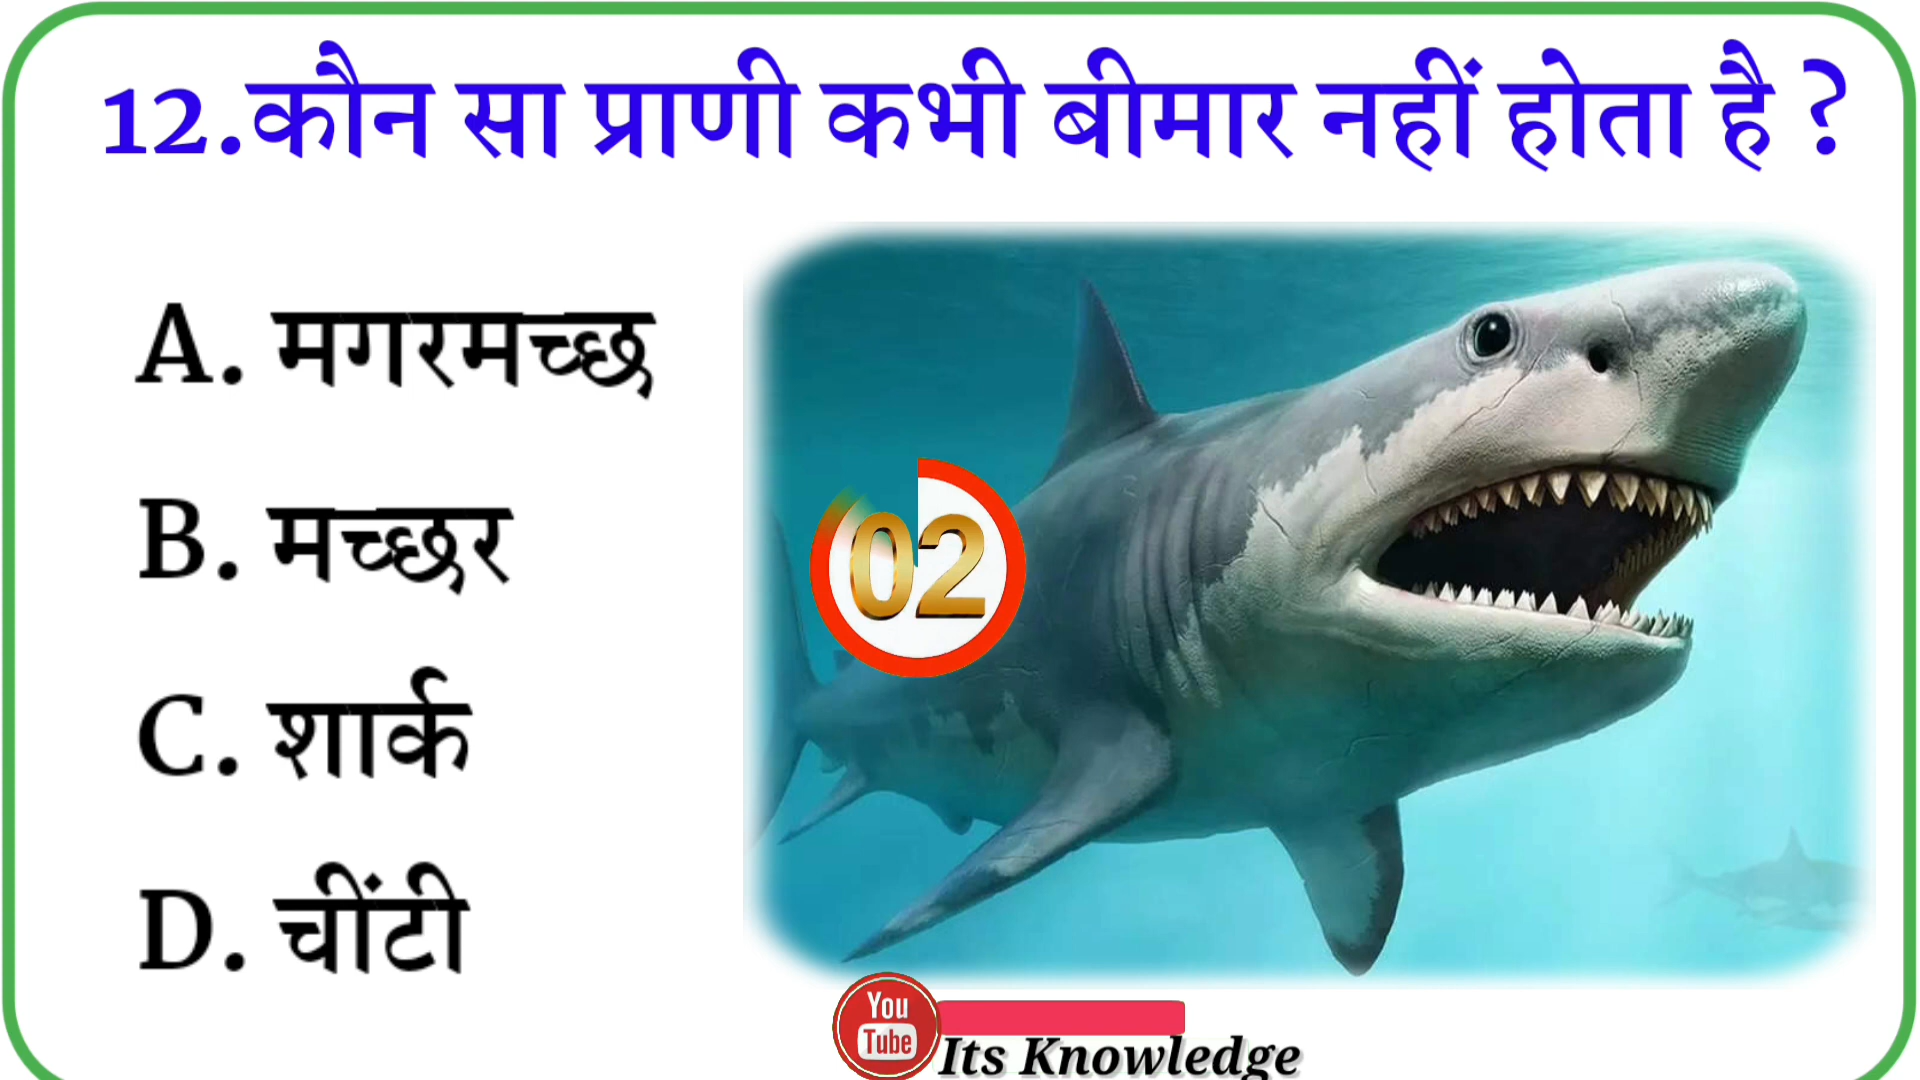 12.कौन सा प्राणी कभी बीमार नहीं होता है ?
A. मगरमच्छ
B. मच्छर
C. शार्क
D. चींटी
02
You
Tube
Its Knowledge